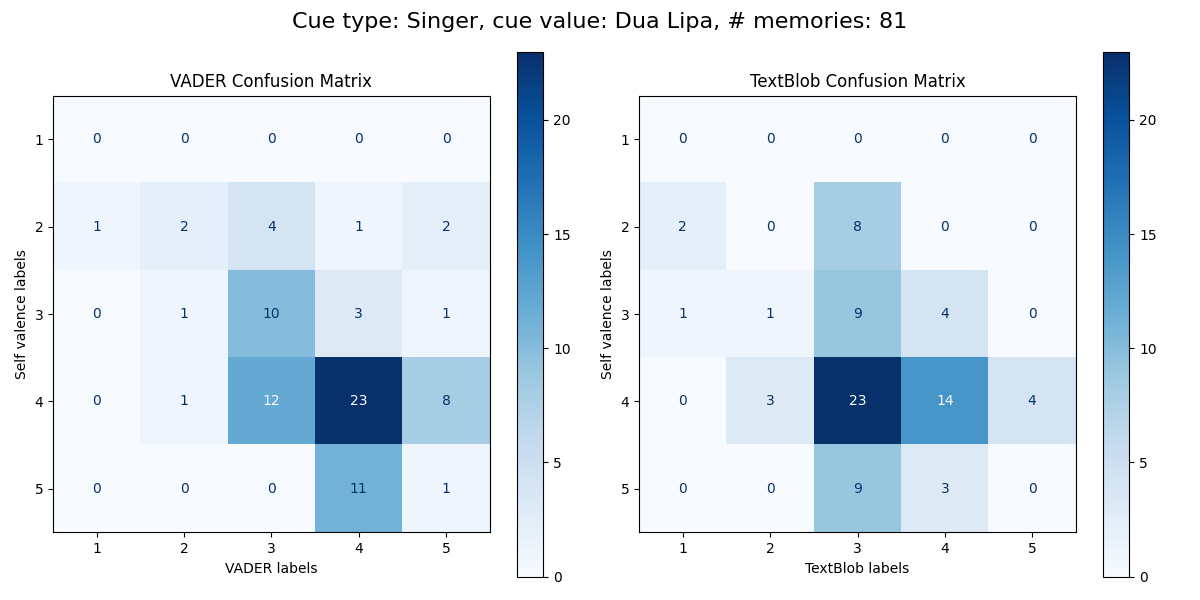 Cue type: Singer, cue value: Dua Lipa, # memories: 81
VADER Confusion Matrix
Self valence labels
1 0 0 0 0 0
2 1 2 4 1 2
3 0 1 10 3 1
4 0 1 12 23 8
5 0 0 0 11 1
1 2 3 4 5
VADER labels
20
15
10
5
0
TextBlob Confusion Matrix
Self valence labels
1 0 0 0 0 0
2 2 0 8 0 0
3 1 1 9 4 0
4 0 3 23 14 4
5 0 0 9 3 0
1 2 3 4 5
TextBlob labels
20
15
10
5
0